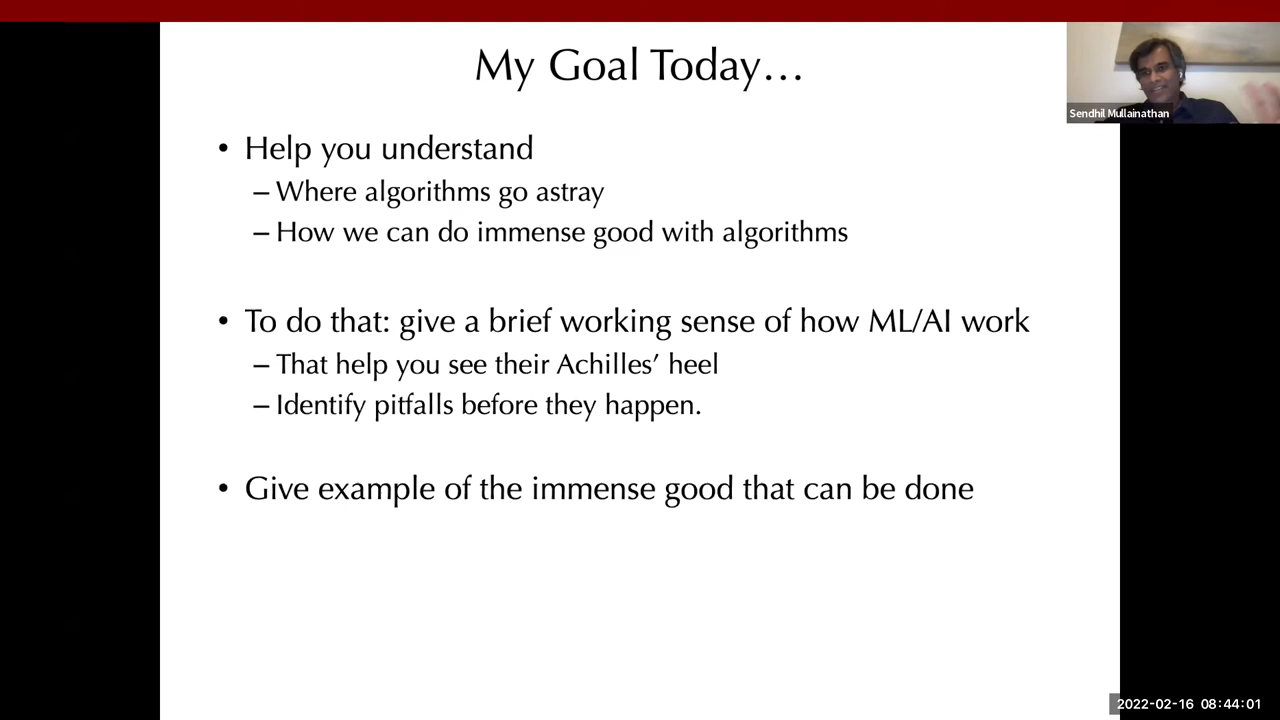 My Goal Today…
Sendhil Mullainathan
• Help you understand
– Where algorithms go astray
– How we can do immense good with algorithms
• To do that: give a brief working sense of how ML/AI work
– That help you see their Achilles’ heel
– Identify pitfalls before they happen.
• Give example of the immense good that can be done
2022-02-16 08:44:01